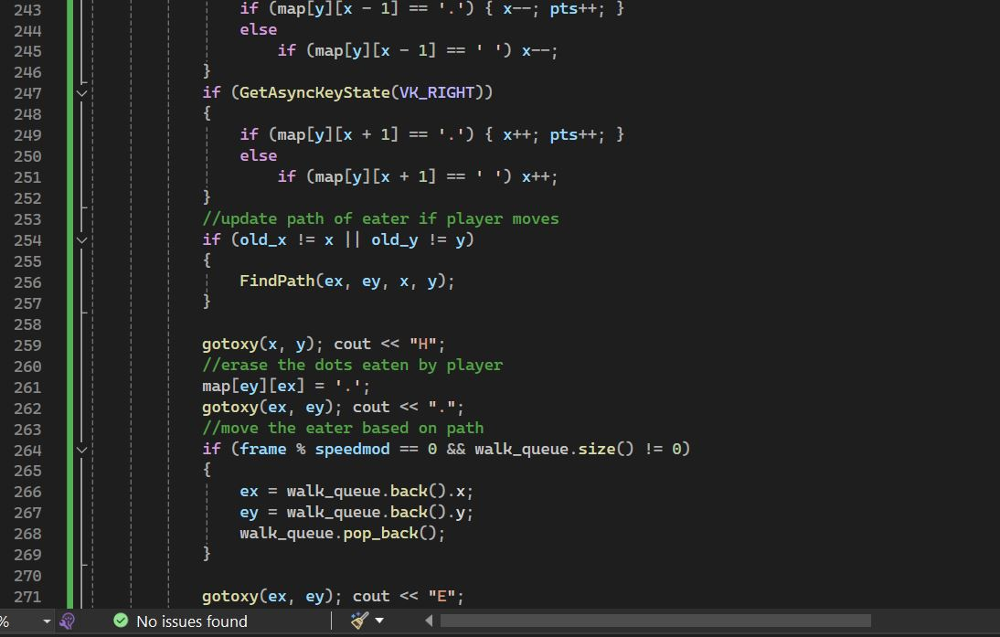 243 if (map[y][x - 1] == '.') { x--; pts++; }
244 else
245 if (map[y][x - 1] == ' ') x--;
246 }
247 if (GetAsyncKeyState(VK_RIGHT))
248 {
249 if (map[y][x + 1] == '.') { x++; pts++; }
250 else
251 if (map[y][x + 1] == ' ') x++;
252 }
253 //update path of eater if player moves
254 if (old_x != x || old_y != y)
255 {
256 FindPath(ex, ey, x, y);
257 }
258
259 gotoxy(x, y); cout << "H";
260 //erase the dots eaten by player
261 map[ey][ex] = '.';
262 gotoxy(ex, ey); cout << ".";
263 //move the eater based on path
264 if (frame % speedmod == 0 && walk_queue.size() != 0)
265 {
266 ex = walk_queue.back().x;
267 ey = walk_queue.back().y;
268 walk_queue.pop_back();
269 }
270
271 gotoxy(ex, ey); cout << "E";
% No issues found